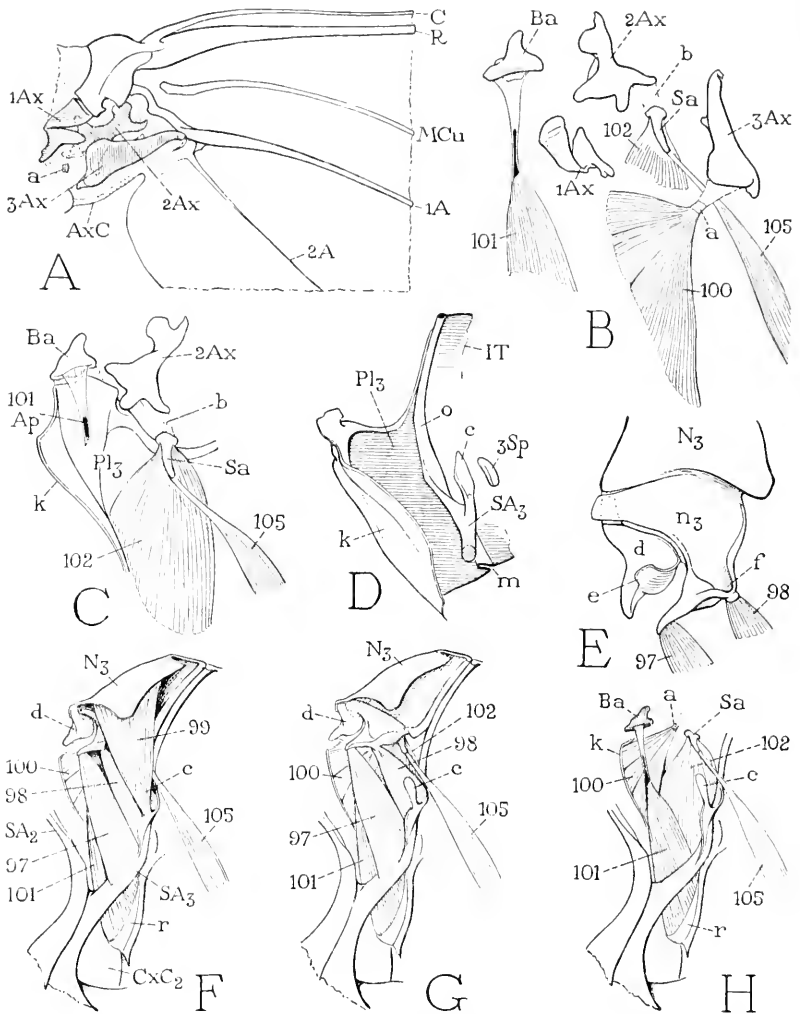 C
R
1Ax
MCu
a
3Ax
2Ax
1A
AxC
2A
A
Ba
2Ax
b
Sa
3Ax
102
1Ax
a
105
101
100
B
Ba
2Ax
101
Ap
b
Pl3
Sa
k
105
102
C
IT
Pl3
o
c
3Sp
SA3
k
m
D
N3
n3
d
f
e
98
97
E
N3
d
99
100
c
98
SA2
97
101
SA3
r
CxC2
F
N3
d
102
98
100
c
97
105
101
G
Ba
a
Sa
k
102
100
c
101
105
r
H